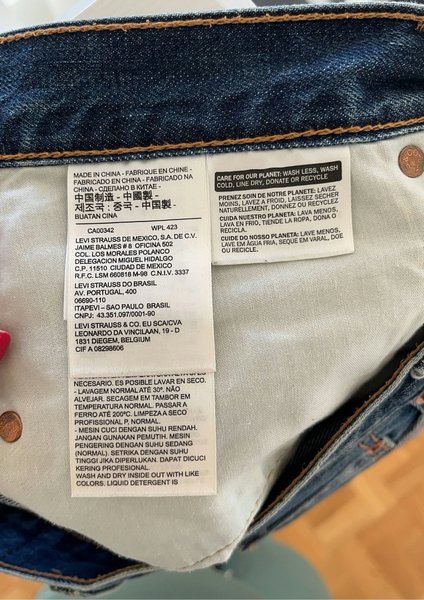 MADE IN CHINA - FABRIQUE EN CHINE -
FABRICADO EN CHINA - FABRICADO EN
CHINA - СДЕЛАНО В КИТАЕ -
中国制造 - 中國製 -
제조국 : 중국 - 中国製 -
BUATAN CINA
CA00342 WPL 423
LEVI STRAUSS DE MEXICO, S.A. DE C.V.
JAIME BALMES # 8 OFICINA 502
COL. LOS MORALES POLANCO
DELEGACION MIGUEL HIDALGO
C.P. 11510 CIUDAD DE MEXICO
R.F.C. LSM 660818 M-98 C.N.I.V. 3337
LEVI STRAUSS DO BRASIL
AV. PORTUGAL, 400
06690-110
ITAPEVI – SAO PAULO BRASIL
CNPJ: 43.351.097/0001-90
LEVI STRAUSS & CO. EU SCA/CVA
LEONARDO DA VINCILAAN, 19 - D
1831 DIEGEM, BELGIUM
CIF A 08298606
NECESARIO. ES POSIBLE LAVAR EN SECO.
- LAVAGEM NORMAL ATÉ 30º. NÃO
ALVEJAR. SECAGEM EM TAMBOR EM
TEMPERATURA NORMAL. PASSAR A
FERRO ATÉ 200ºC. LIMPEZA A SECO
PROFISSIONAL P, NORMAL.
- MESIN CUCI DENGAN SUHU RENDAH.
JANGAN GUNAKAN PEMUTIH. MESIN
PENGERING DENGAN SUHU SEDANG
(NORMAL). SETRIKA DENGAN SUHU
TINGGI JIKA DIPERLUKAN. DAPAT DICUCI
KERING PROFESIONAL.
WASH AND DRY INSIDE OUT WITH LIKE
COLORS. LIQUID DETERGENT IS
CARE FOR OUR PLANET: WASH LESS, WASH
COLD, LINE DRY, DONATE OR RECYCLE
PRENEZ SOIN DE NOTRE PLANETE: LAVEZ
MOINS, LAVEZ A FROID, LAISSEZ SECHER
NATURELLEMENT, DONNEZ OU RECYCLEZ
CUIDA NUESTRO PLANETA: LAVA MENOS,
LAVA EN FRIO, TIENDE LA ROPA, DONA O
RECICLA.
CUIDE DO NOSSO PLANETA: LAVE MENOS,
LAVE EM ÁGUA FRIA, SEQUE EM VARAL, DOE
OU RECICLE.